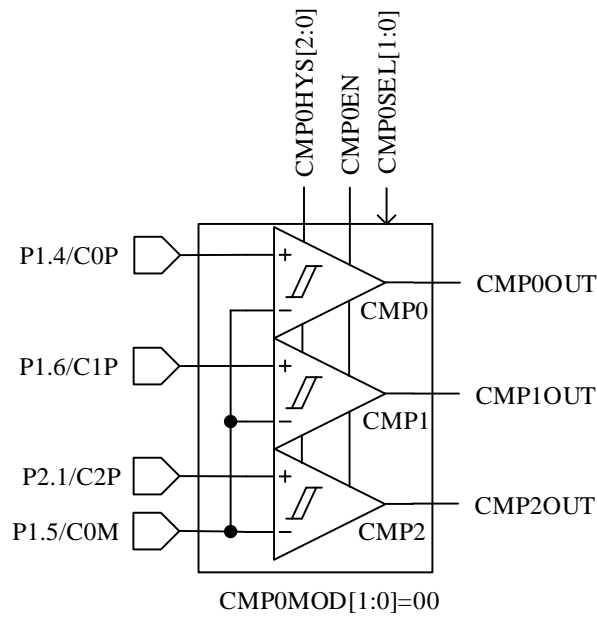 CMP0HYS[2:0]
CMP0EN
CMP0SEL[1:0]
P1.4/C0P
+
−
CMP0
CMP0OUT
P1.6/C1P
+
−
CMP1
CMP1OUT
P2.1/C2P
+
−
CMP2
CMP2OUT
P1.5/C0M
CMP0MOD[1:0]=00